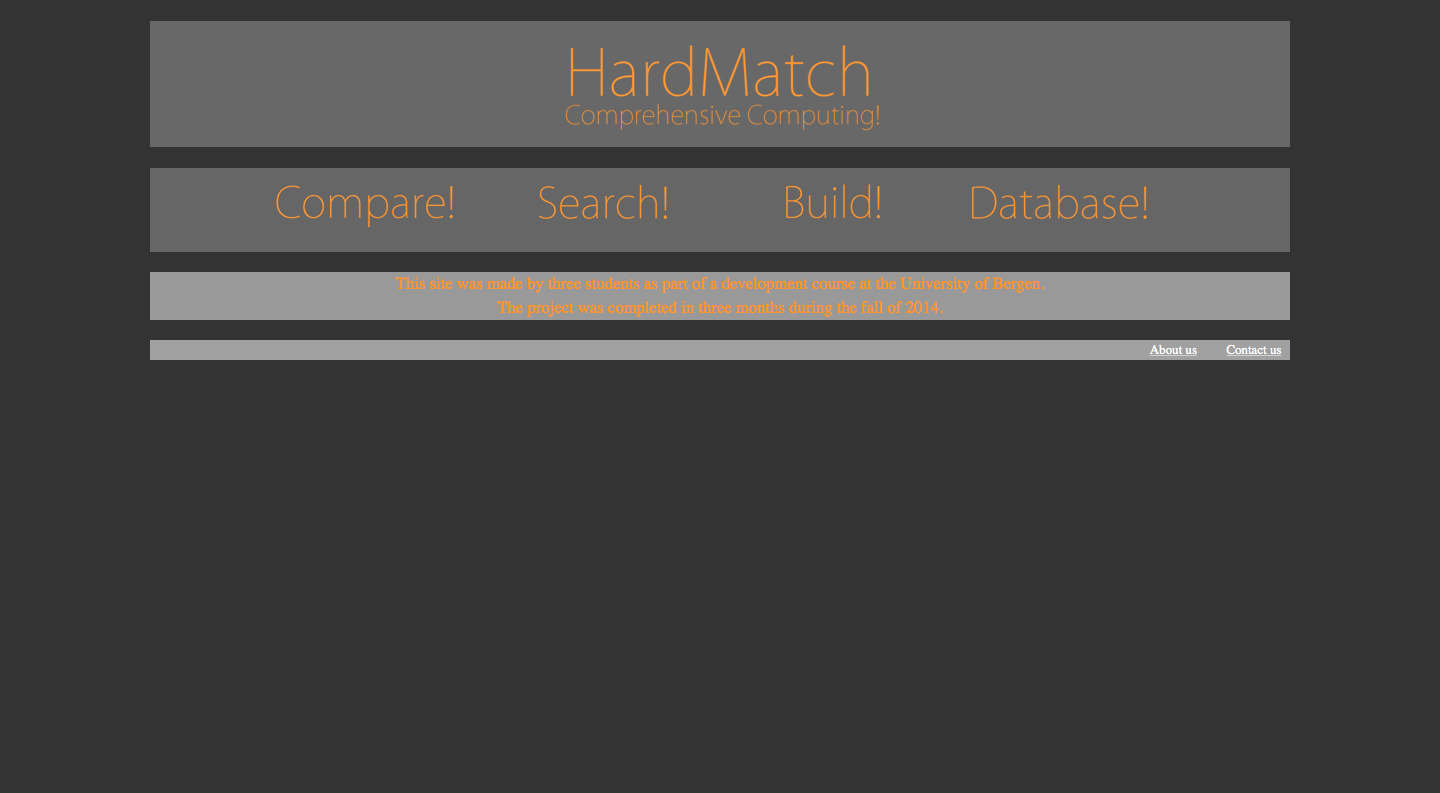 HardMatch
Comprehensive Computing!
Compare! Search! Build! Database!
This site was made by three students as part of a development course at the University of Bergen.
The project was completed in three months during the fall of 2014.
About us Contact us